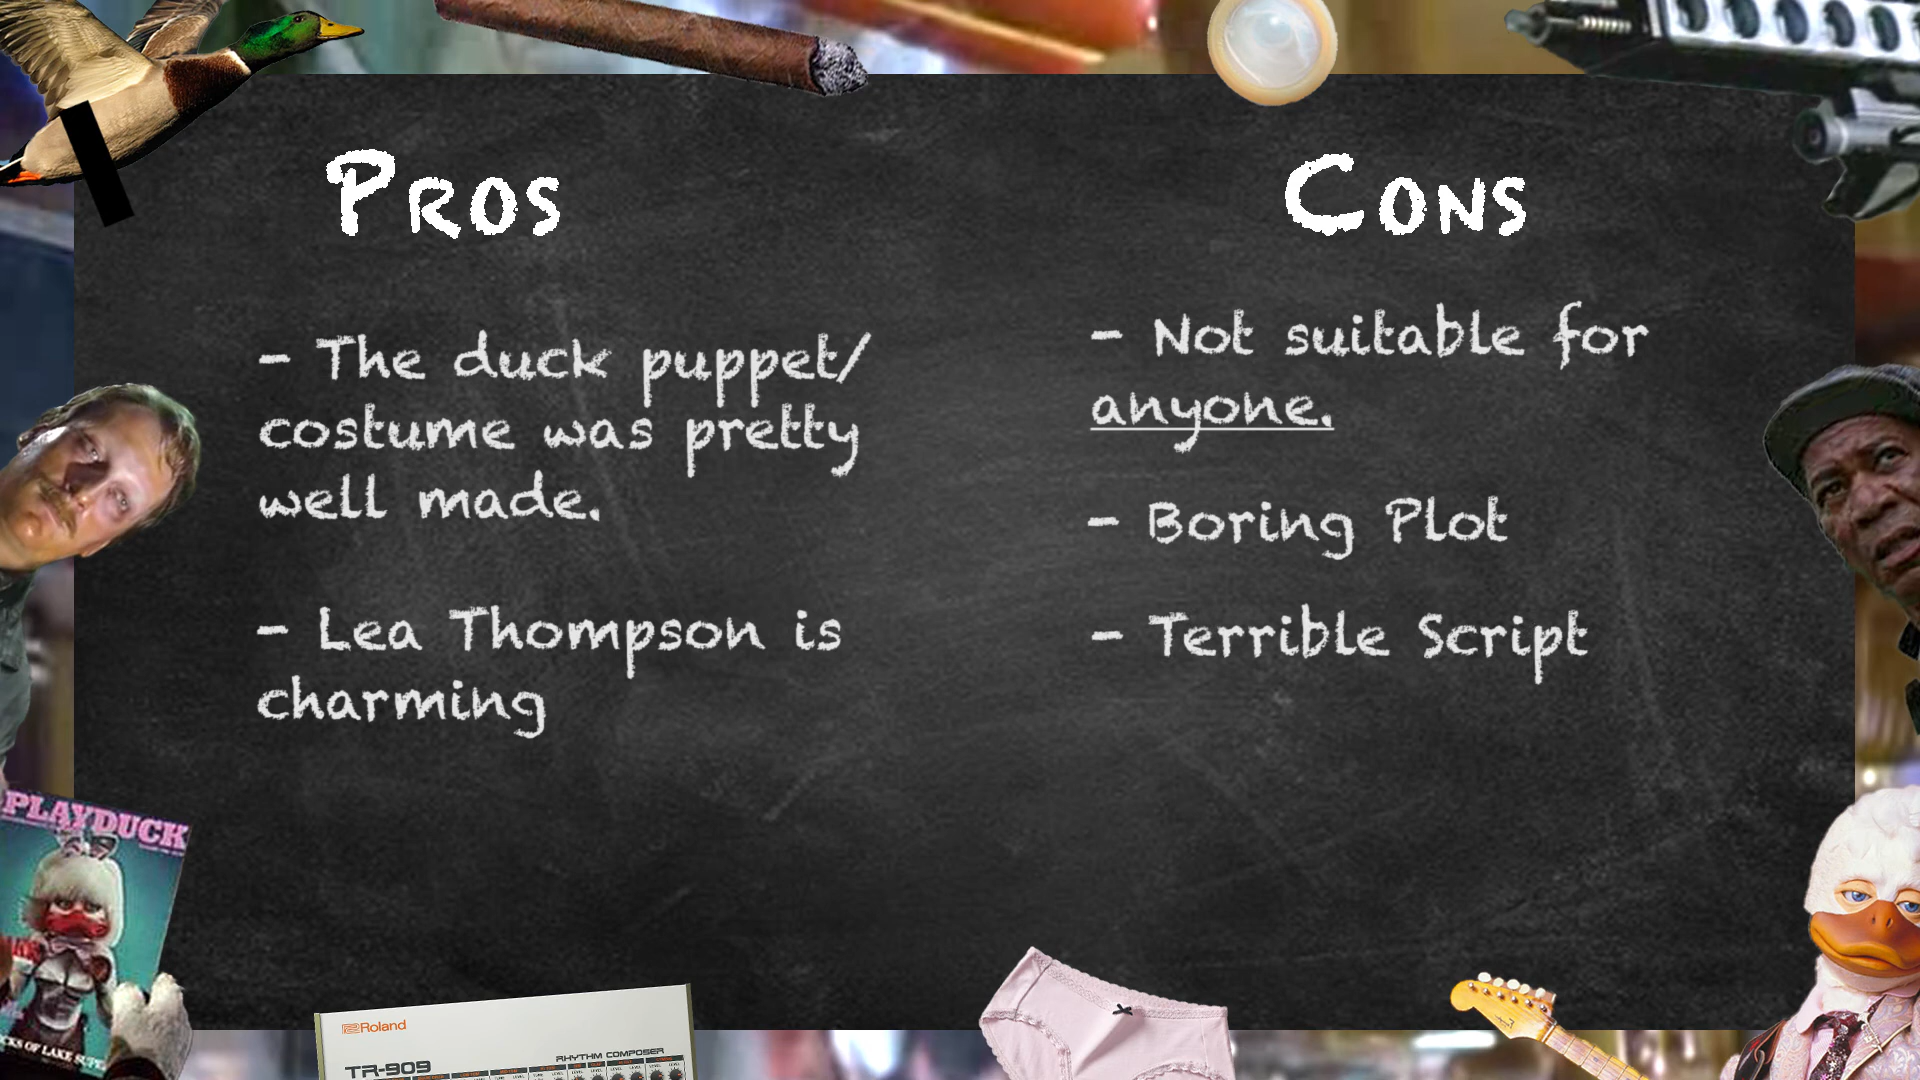 Pros
- The duck puppet/
costume was pretty
well made.
- Lea Thompson is
charming
Cons
- Not suitable for
anyone.
- Boring Plot
- Terrible Script
PLAYDUCK
Roland
TR-909
RHYTHM COMPOSER